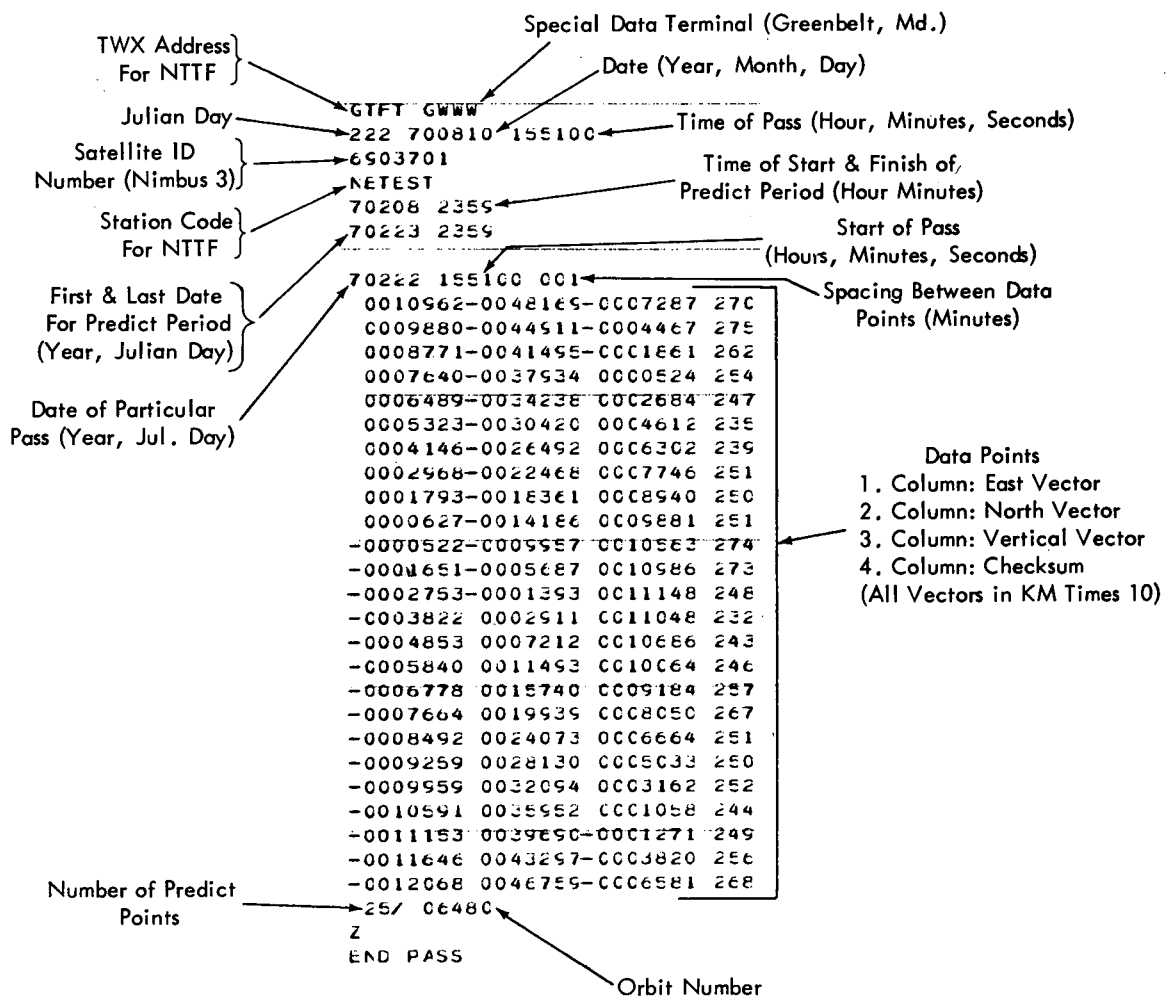 Special Data Terminal (Greenbelt, Md.)
TWX Address
For NTTF
Date (Year, Month, Day)
GTFT GWWW
Julian Day
222 700810 155100
Time of Pass (Hour, Minutes, Seconds)
Satellite ID
Number (Nimbus 3)
6903701
Time of Start & Finish of
Predict Period (Hour Minutes)
NETEST
70208 2359
Station Code
For NTTF
70223 2359
Start of Pass
(Hours, Minutes, Seconds)
70222 155100 001
Spacing Between Data
Points (Minutes)
First & Last Date
For Predict Period
(Year, Julian Day)
Date of Particular
Pass (Year, Jul. Day)
0010962-0048169-0007287 270
0009880-0044911-0004467 275
0008771-0041495-0001861 262
0007640-0037934 0000524 254
0006489-0034238 0002684 247
0005323-0030420 0004612 235
0004146-0026492 0006302 239
0002968-0022468 0007746 251
0001793-0018361 0008940 250
0000627-0014186 0009881 251
-0000522-0009957 0010563 274
-0001651-0005687 0010986 273
-0002753-0001393 0011148 248
-0003822 0002911 0011048 232
-0004853 0007212 0010686 243
-0005840 0011493 0010064 246
-0006778 0015740 0009184 257
-0007664 0019939 0008050 267
-0008492 0024073 0006664 251
-0009259 0028130 0005033 250
-0009959 0032094 0003162 252
-0010591 0035952 0001058 244
-0011153 0039690-0001271 249
-0011646 0043297-0003820 256
-0012068 0046759-0006581 268
Data Points
1. Column: East Vector
2. Column: North Vector
3. Column: Vertical Vector
4. Column: Checksum
(All Vectors in KM Times 10)
Number of Predict
Points
25/ 06480
Z
END PASS
Orbit Number